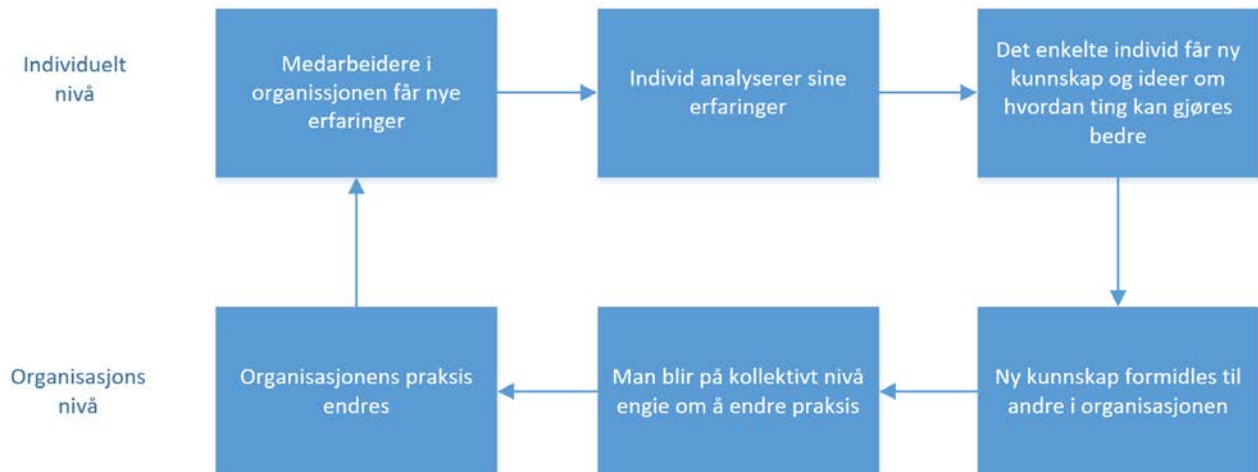 Individuelt
nivå
Medarbeidere i
organissjonen får nye
erfaringer
Individ analyserer sine
erfaringer
Det enkelte individ får ny
kunnskap og ideer om
hvordan ting kan gjøres
bedre
Organisasjons
nivå
Organisasjonens praksis
endres
Man blir på kollektivt nivå
engie om å endre praksis
Ny kunnskap formidles til
andre i organisasjonen